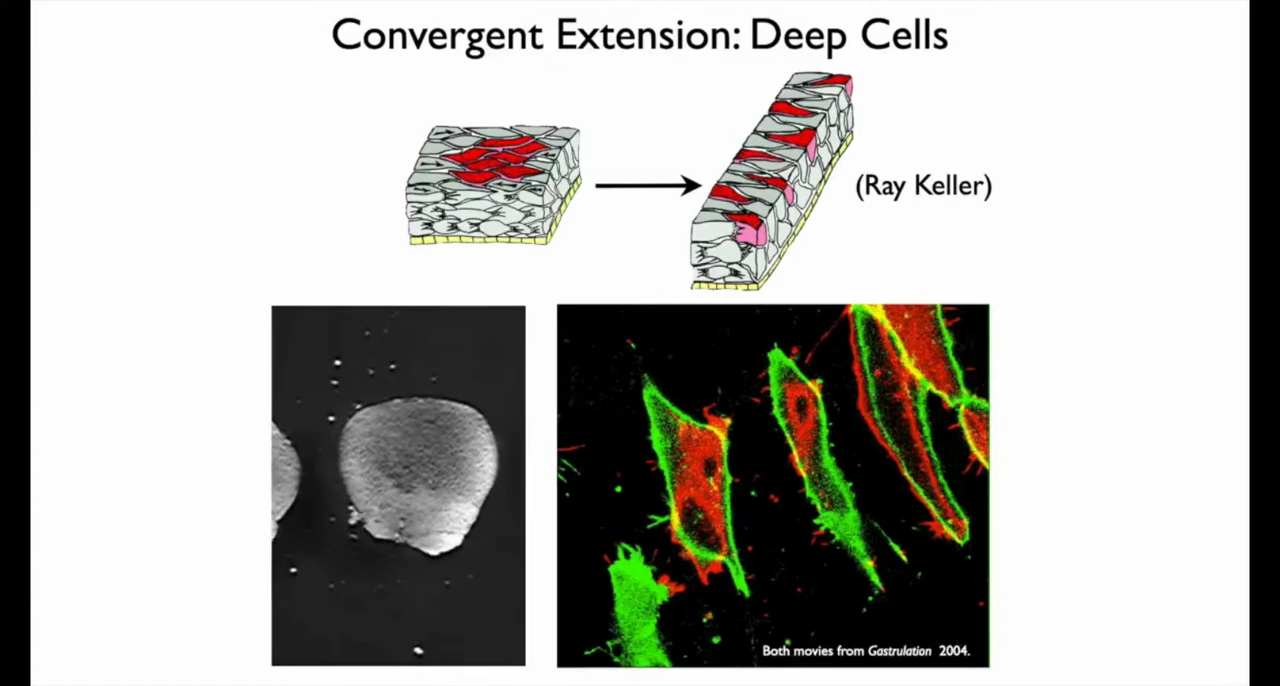 Convergent Extension: Deep Cells
(Ray Keller)
Both movies from Gastrulation 2004.